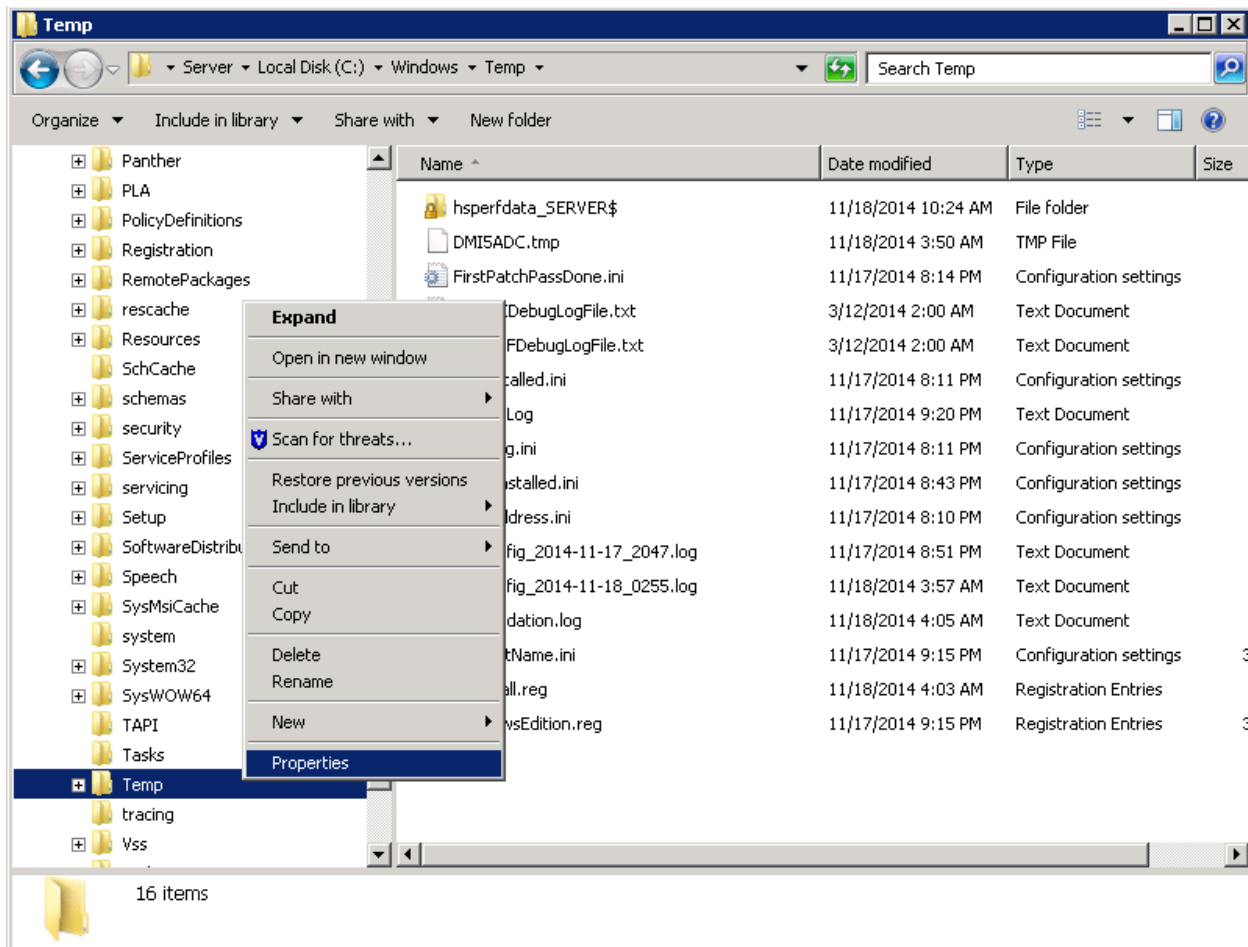 Temp
Server Local Disk (C:) Windows Temp
Search Temp
Organize Include in library Share with New folder
Panther
PLA
PolicyDefinitions
Registration
RemotePackages
rescache
Resources
SchCache
schemas
security
ServiceProfiles
servicing
Setup
SoftwareDistribu
Speech
SysMsiCache
system
System32
SysWOW64
TAPI
Tasks
Temp
tracing
Vss
Expand
Open in new window
Share with
Scan for threats...
Restore previous versions
Include in library
Send to
Cut
Copy
Delete
Rename
New
Properties
Name Date modified Type Size
hsperfdata_SERVER$ 11/18/2014 10:24 AM File folder
DMI5ADC.tmp 11/18/2014 3:50 AM TMP File
FirstPatchPassDone.ini 11/17/2014 8:14 PM Configuration settings
DebugLogFile.txt 3/12/2014 2:00 AM Text Document
FDebugLogFile.txt 3/12/2014 2:00 AM Text Document
talled.ini 11/17/2014 8:11 PM Configuration settings
Log 11/17/2014 9:20 PM Text Document
g.ini 11/17/2014 8:11 PM Configuration settings
nstalled.ini 11/17/2014 8:43 PM Configuration settings
ddress.ini 11/17/2014 8:10 PM Configuration settings
fig_2014-11-17_2047.log 11/17/2014 8:51 PM Text Document
fig_2014-11-18_0255.log 11/18/2014 3:57 AM Text Document
dation.log 11/18/2014 4:05 AM Text Document
tName.ini 11/17/2014 9:15 PM Configuration settings 3
all.reg 11/18/2014 4:03 AM Registration Entries
wsEdition.reg 11/17/2014 9:15 PM Registration Entries 3
16 items